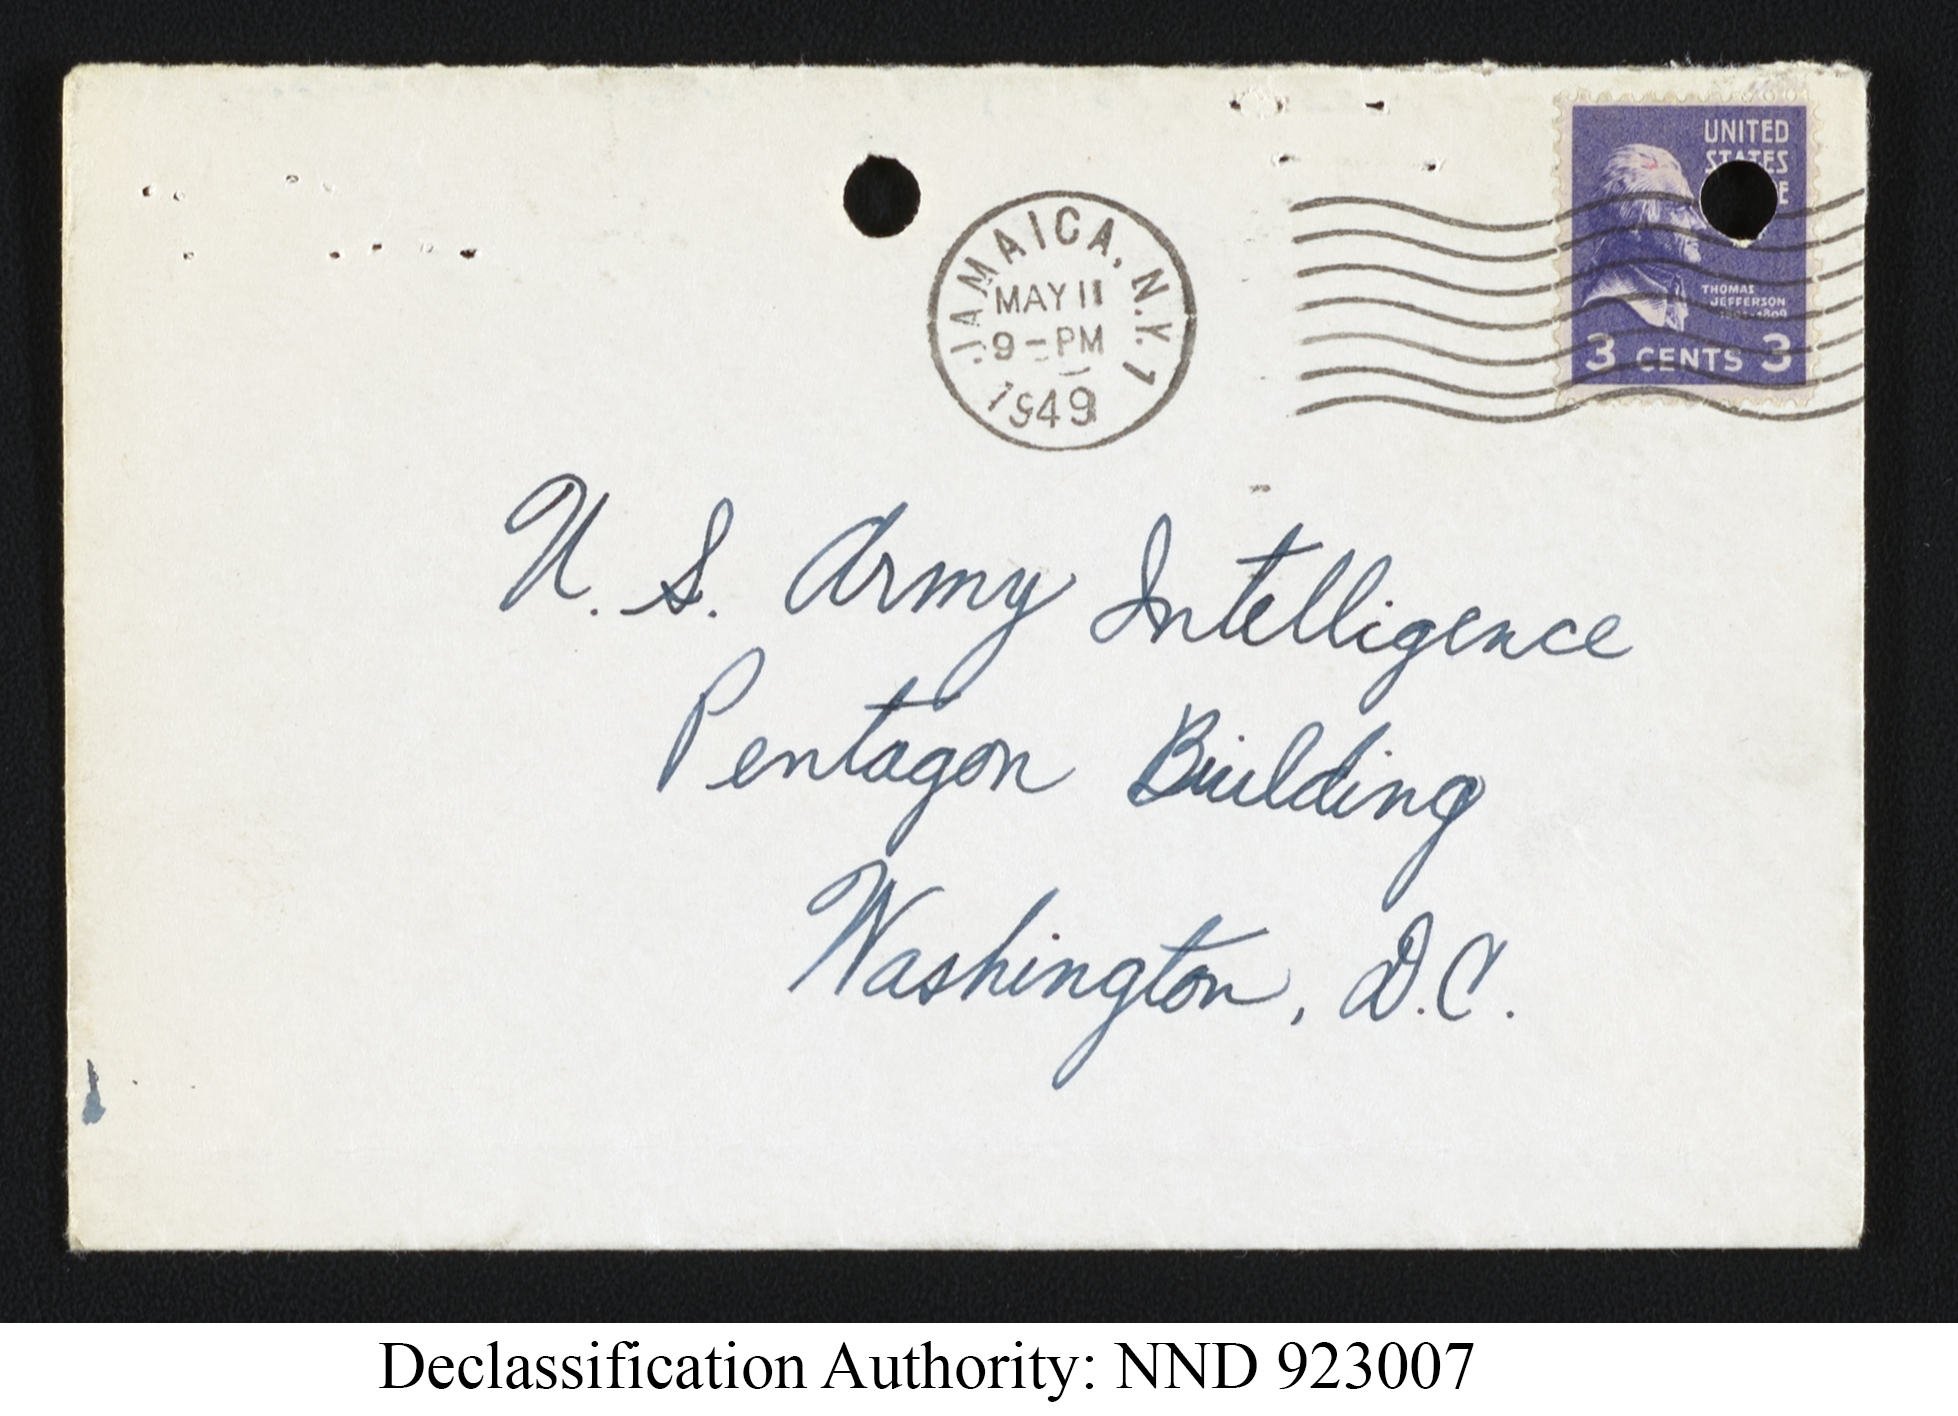 UNITED
STATES
E
THOMAS
JEFFERSON
3 CENTS 3
JAMAICA, N.Y. 1
MAY 11
9 - PM
1949
U. S. Army Intelligence
Pentagon Building
Washington, D.C.
Declassification Authority: NND 923007